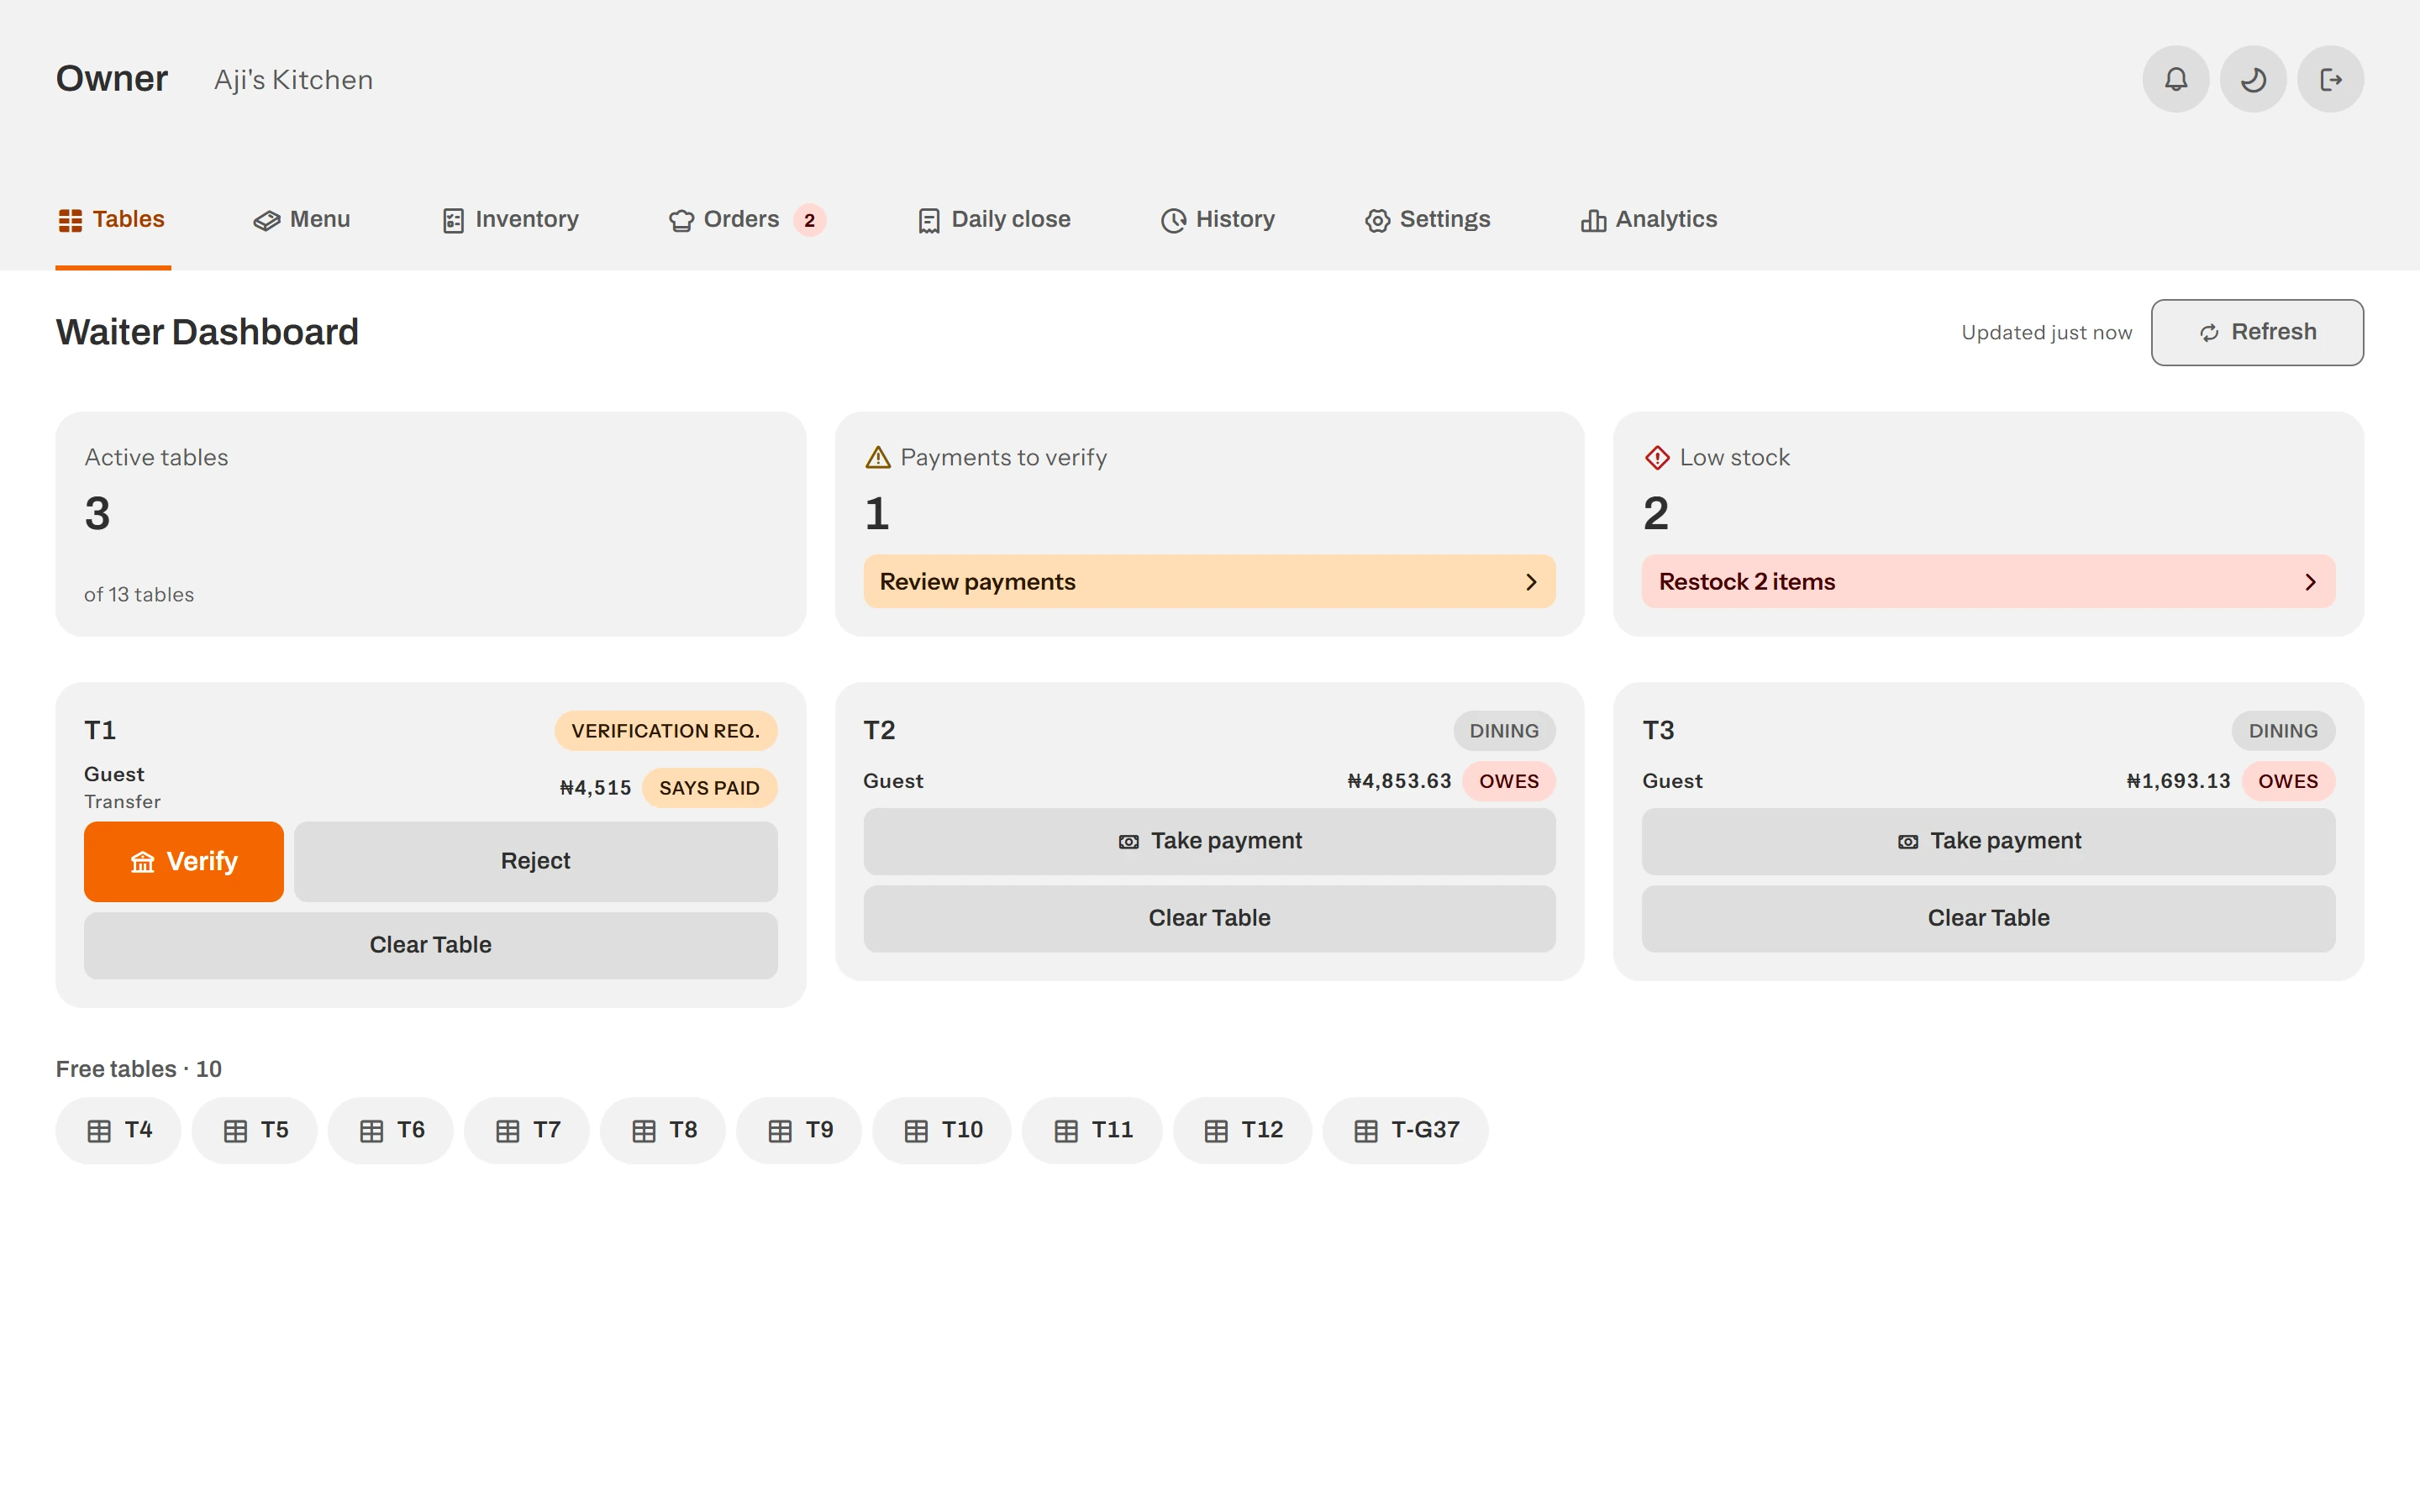 Owner Aji's Kitchen
Tables Menu Inventory Orders 2 Daily close History Settings Analytics
Waiter Dashboard
Updated just now Refresh
Active tables
3
of 13 tables
Payments to verify
1
Review payments
Low stock
2
Restock 2 items
T1 VERIFICATION REQ.
Guest
Transfer
₦4,515 SAYS PAID
Verify Reject
Clear Table
T2 DINING
Guest ₦4,853.63 OWES
Take payment
Clear Table
T3 DINING
Guest ₦1,693.13 OWES
Take payment
Clear Table
Free tables · 10
T4 T5 T6 T7 T8 T9 T10 T11 T12 T-G37